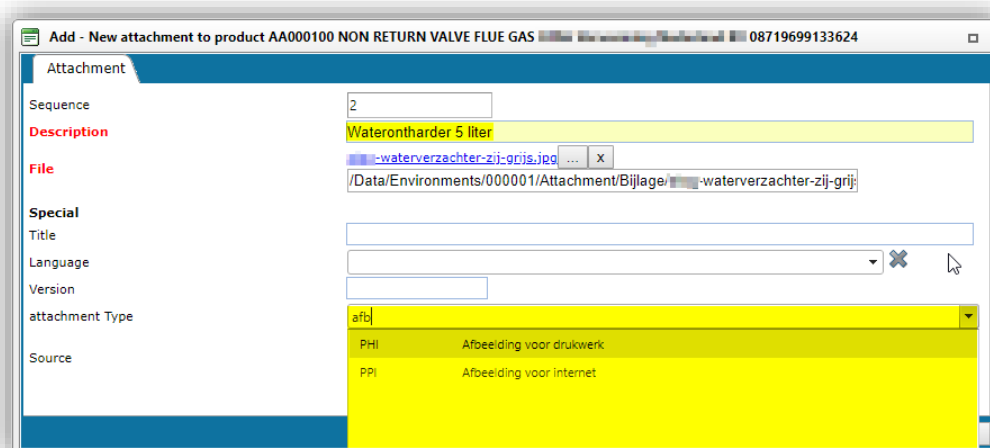 Add - New attachment to product AA000100 NON RETURN VALVE FLUE GAS 08719699133624
Attachment
Sequence 2
Description Waterontharder 5 liter
File -waterverzachter-zij-grijs.jpg ... x
/Data/Environments/000001/Attachment/Bijlage/ -waterverzachter-zij-grij
Special
Title
Language
Version
attachment Type afb
PHI Afbeelding voor drukwerk
Source
PPI Afbeelding voor internet